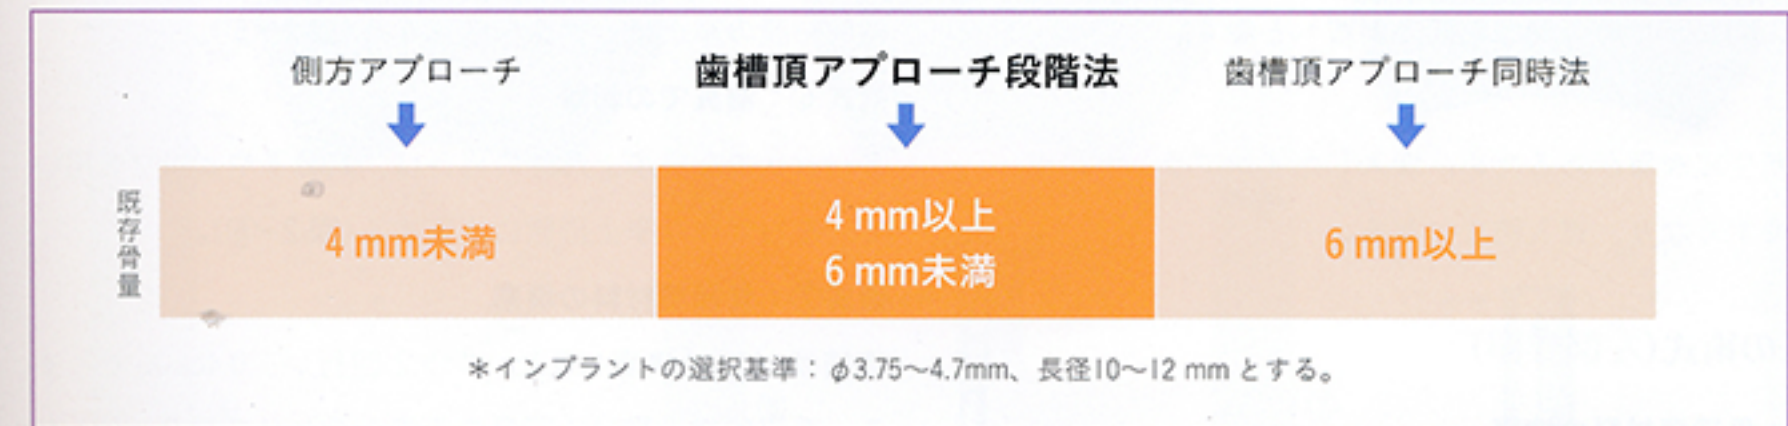 側方アプローチ
歯槽頂アプローチ段階法
歯槽頂アプローチ同時法
既存骨量
4 mm未満
4 mm以上
6 mm未満
6 mm以上
＊インプラントの選択基準：φ3.75〜4.7mm、長径10〜12 mm とする。